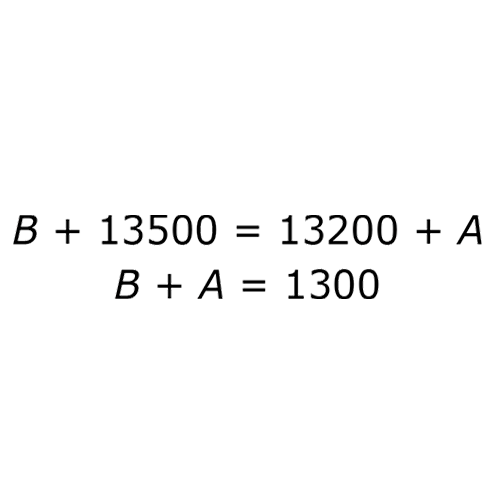 B + 13500 = 13200 + A
B + A = 1300